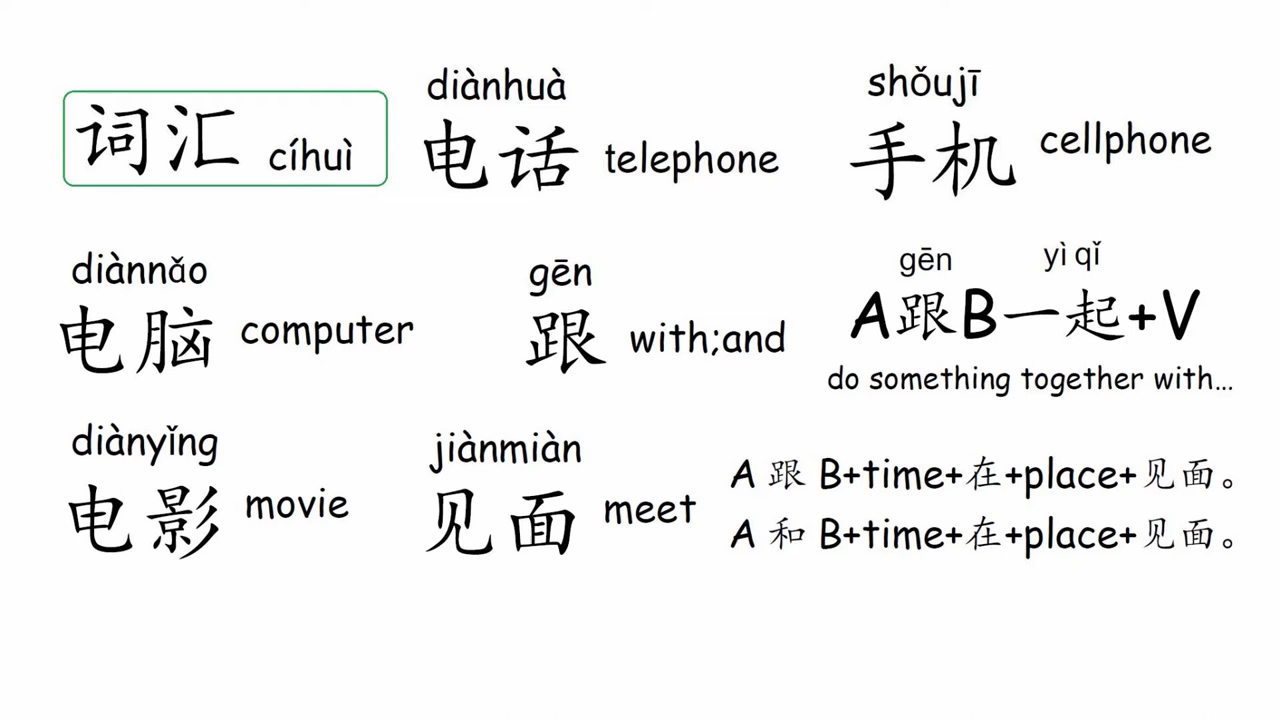 词汇 cíhuì
diànhuà
电话 telephone
shǒujī
手机 cellphone
diànnǎo
电脑 computer
gēn
跟 with;and
gēn yì qǐ
A跟B一起+V
do something together with...
diànyǐng
电影 movie
jiànmiàn
见面 meet
A 跟 B+time+在+place+见面。
A 和 B+time+在+place+见面。